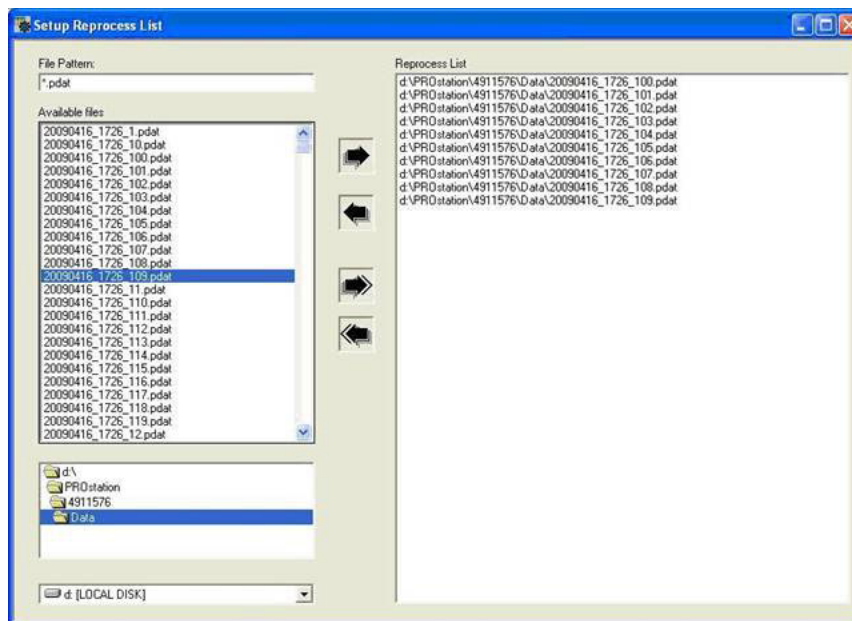 Setup Reprocess List
File Pattern:
*.pdat
Available files
20090416_1726_1.pdat
20090416_1726_10.pdat
20090416_1726_100.pdat
20090416_1726_101.pdat
20090416_1726_102.pdat
20090416_1726_103.pdat
20090416_1726_104.pdat
20090416_1726_105.pdat
20090416_1726_106.pdat
20090416_1726_107.pdat
20090416_1726_108.pdat
20090416_1726_109.pdat
20090416_1726_11.pdat
20090416_1726_110.pdat
20090416_1726_111.pdat
20090416_1726_112.pdat
20090416_1726_113.pdat
20090416_1726_114.pdat
20090416_1726_115.pdat
20090416_1726_116.pdat
20090416_1726_117.pdat
20090416_1726_118.pdat
20090416_1726_119.pdat
20090416_1726_12.pdat
d:\
PROstation
4911576
Data
d: [LOCAL DISK]
Reprocess List
d:\PROstation\4911576\Data\20090416_1726_100.pdat
d:\PROstation\4911576\Data\20090416_1726_101.pdat
d:\PROstation\4911576\Data\20090416_1726_102.pdat
d:\PROstation\4911576\Data\20090416_1726_103.pdat
d:\PROstation\4911576\Data\20090416_1726_104.pdat
d:\PROstation\4911576\Data\20090416_1726_105.pdat
d:\PROstation\4911576\Data\20090416_1726_106.pdat
d:\PROstation\4911576\Data\20090416_1726_107.pdat
d:\PROstation\4911576\Data\20090416_1726_108.pdat
d:\PROstation\4911576\Data\20090416_1726_109.pdat